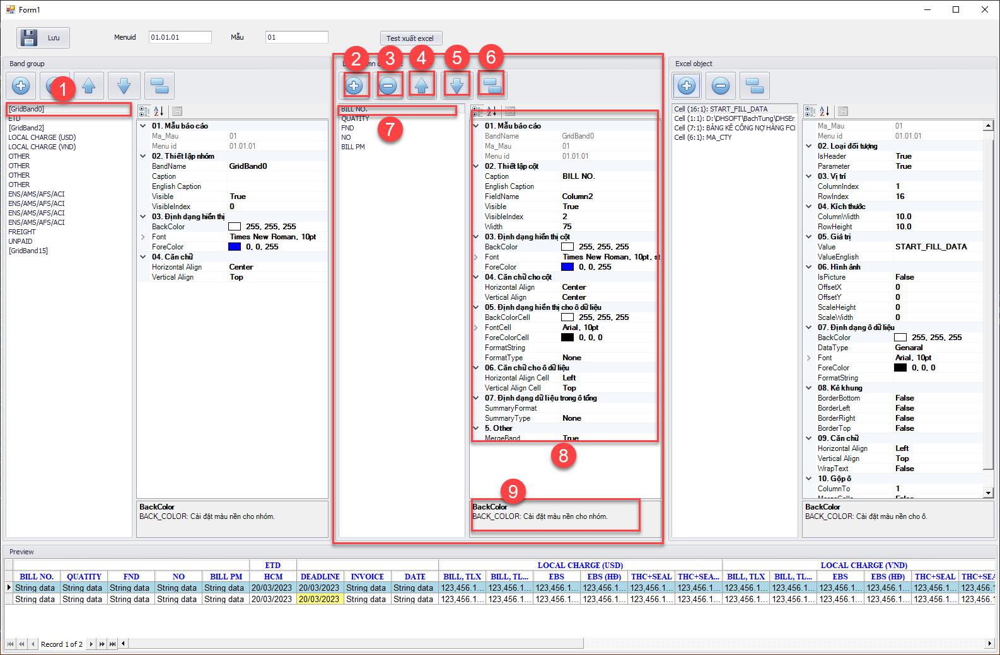 Form1
Lưu
Menuid
01.01.01
Mẫu
01
Test xuất excel
Band group
1
[GridBand0]
ETD
[GridBand2]
LOCAL CHARGE (USD)
LOCAL CHARGE (VND)
OTHER
OTHER
OTHER
OTHER
ENS/AMS/AFS/ACI
ENS/AMS/AFS/ACI
ENS/AMS/AFS/ACI
ENS/AMS/AFS/ACI
FREIGHT
UNPAID
[GridBand15]
01. Mẫu báo cáo
Ma_Mau 01
Menu id 01.01.01
02. Thiết lập nhóm
BandName GridBand0
Caption
English Caption
Visible True
VisibleIndex 0
03. Định dạng hiển thị
BackColor 255, 255, 255
Font Times New Roman, 10pt
ForeColor 0, 0, 255
04. Căn chữ
Horizontal Align Center
Vertical Align Top
BackColor
BACK_COLOR: Cài đặt màu nền cho nhóm.
2
3
4
5
6
BILL NO.
QUATITY
FND
NO
BILL PM
7
01. Mẫu báo cáo
BandName GridBand0
Ma_Mau 01
Menu id 01.01.01
02. Thiết lập cột
Caption BILL NO.
English Caption
FieldName Column2
Visible True
VisibleIndex 2
Width 75
03. Định dạng hiển thị cột
BackColor 255, 255, 255
Font Times New Roman, 10pt, st
ForeColor 0, 0, 255
04. Căn chữ cho cột
Horizontal Align Center
Vertical Align Center
05. Định dạng hiển thị cho ô dữ liệu
BackColorCell 255, 255, 255
FontCell Arial, 10pt
ForeColorCell 0, 0, 0
FormatString
FormatType None
06. Căn chữ cho ô dữ liệu
Horizontal Align Cell Left
Vertical Align Cell Top
07. Định dạng dữ liệu trong ô tổng
SummaryFormat
SummaryType None
5. Other
MergeBand True
8
9
BackColor
BACK_COLOR: Cài đặt màu nền cho nhóm.
Excel object
Cell (16:1): START_FILL_DATA
Cell (1:1): D:\DHSOFT\BachTung\DHSEr
Cell (7:1): BẢNG KÊ CÔNG NỢ HÀNG FCL
Cell (6:1): MA_CTY
Ma_Mau 01
Menu id 01.01.01
02. Loại đối tượng
IsHeader True
Parameter True
03. Vị trí
ColumnIndex 1
RowIndex 16
04. Kích thước
ColumnWidth 10.0
RowHeight 10.0
05. Giá trị
Value START_FILL_DATA
ValueEnglish
06. Hình ảnh
IsPicture False
OffsetX 0
OffsetY 0
ScaleHeight 0
ScaleWidth 0
07. Định dạng ô dữ liệu
BackColor 255, 255, 255
DataType Genaral
Font Arial, 10pt
ForeColor 0, 0, 0
FormatString
08. Kẻ khung
BorderBottom False
BorderLeft False
BorderRight False
BorderTop False
09. Căn chữ
Horizontal Align Left
Vertical Align Top
WrapText False
10. Gộp ô
ColumnTo 1
MergeCells False
BackColor
BACK_COLOR: Cài đặt màu nền cho ô.
Preview
ETD LOCAL CHARGE (USD) LOCAL CHARGE (VND)
BILL NO. QUATITY FND NO BILL PM HCM DEADLINE INVOICE DATE BILL, TLX BILL, TL... EBS EBS (HĐ) THC+SEAL THC+SEA... BILL, TLX BILL, TL... EBS EBS (HĐ) THC+SEAL THC+SEA
String data String data String data String data String data 20/03/2023 20/03/2023 String data String data 123,456.1... 123,456.1... 123,456.1... 123,456.1... 123,456.1... 123,456.1... 123,456.1... 123,456.1... 123,456.1... 123,456.1... 123,456.1... 123,456.1
String data String data String data String data String data 20/03/2023 20/03/2023 String data String data 123,456.1... 123,456.1... 123,456.1... 123,456.1... 123,456.1... 123,456.1... 123,456.1... 123,456.1... 123,456.1... 123,456.1... 123,456.1... 123,456.1
Record 1 of 2